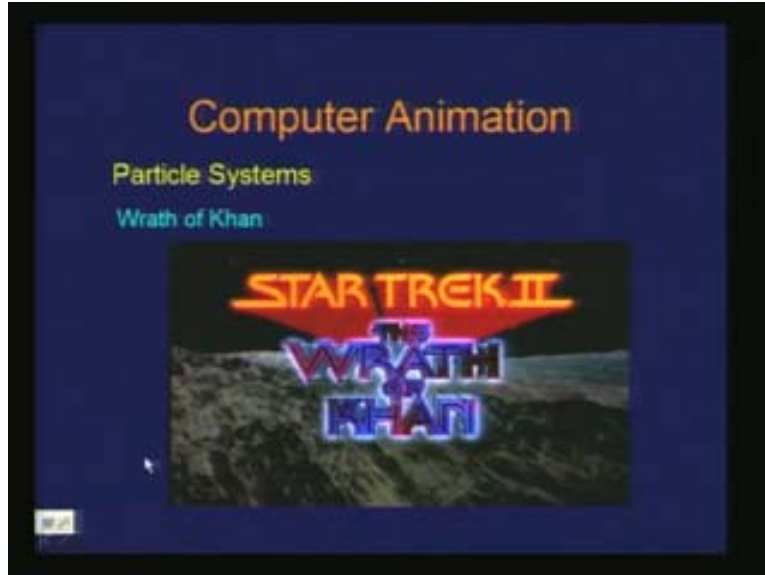 Computer Animation
Particle Systems
Wrath of Khan
STAR TREK II
THE
WRATH
OF
KHAN